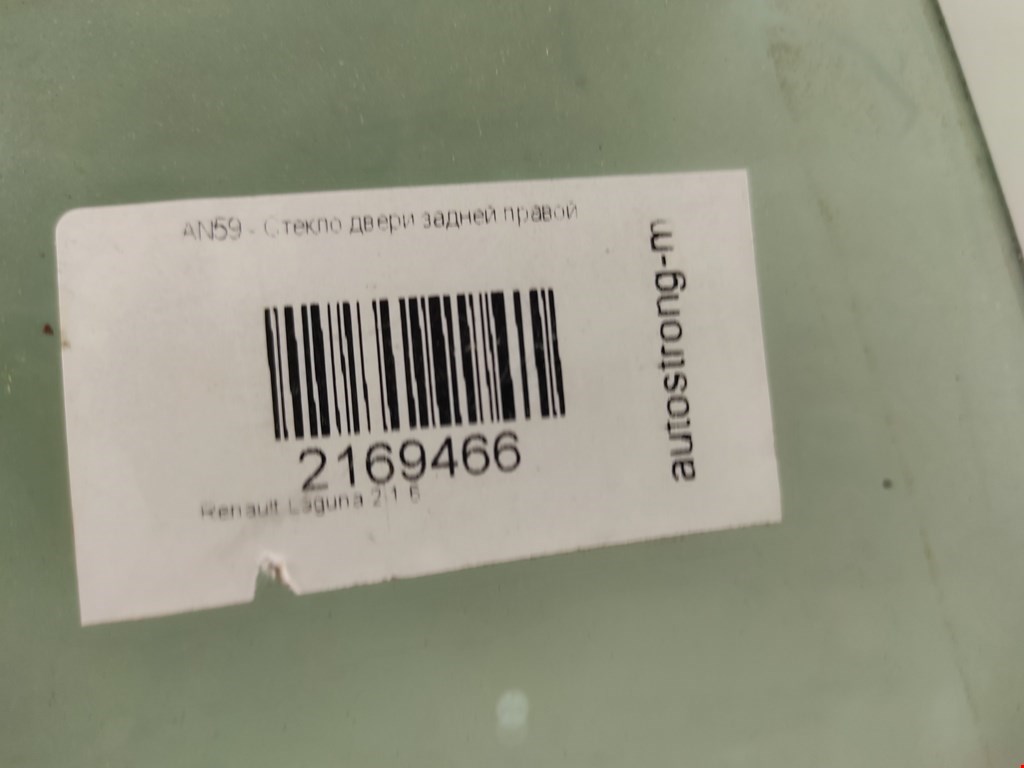 AN59 - Стекло двери задней правой
2169466
Renault Laguna 2 1 6
autostrong-m